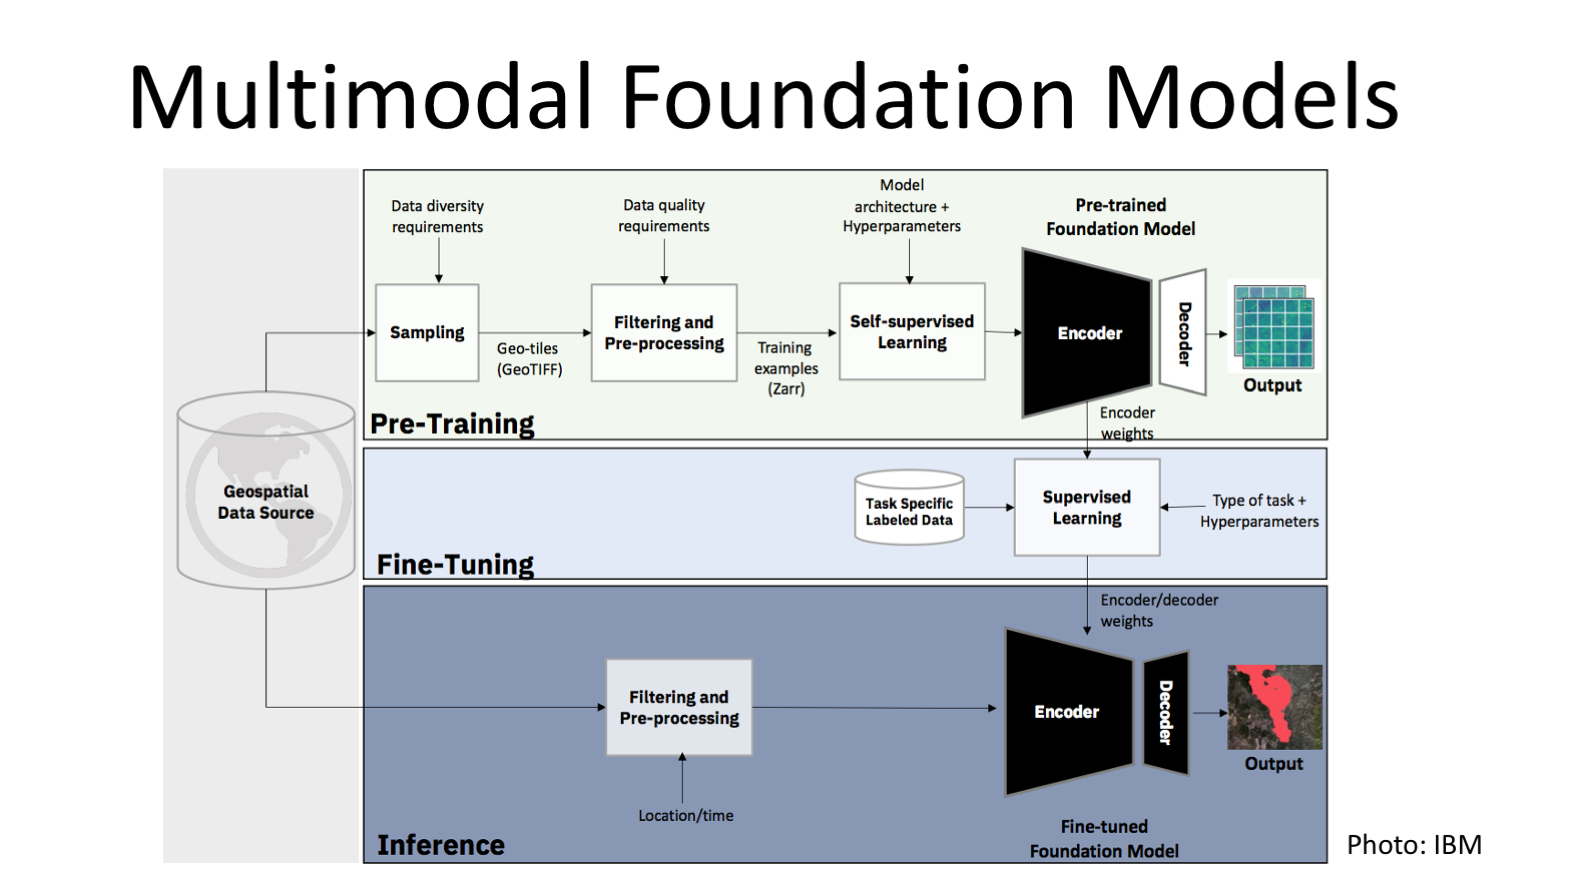 Multimodal Foundation Models
Data diversity
requirements
Data quality
requirements
Model
architecture +
Hyperparameters
Pre-trained
Foundation Model
Sampling
Geo-tiles
(GeoTIFF)
Filtering and
Pre-processing
Training
examples
(Zarr)
Self-supervised
Learning
Encoder
Decoder
Output
Pre-Training
Encoder
weights
Geospatial
Data Source
Task Specific
Labeled Data
Supervised
Learning
Type of task +
Hyperparameters
Fine-Tuning
Encoder/decoder
weights
Filtering and
Pre-processing
Location/time
Encoder
Decoder
Output
Fine-tuned
Foundation Model
Inference
Photo: IBM